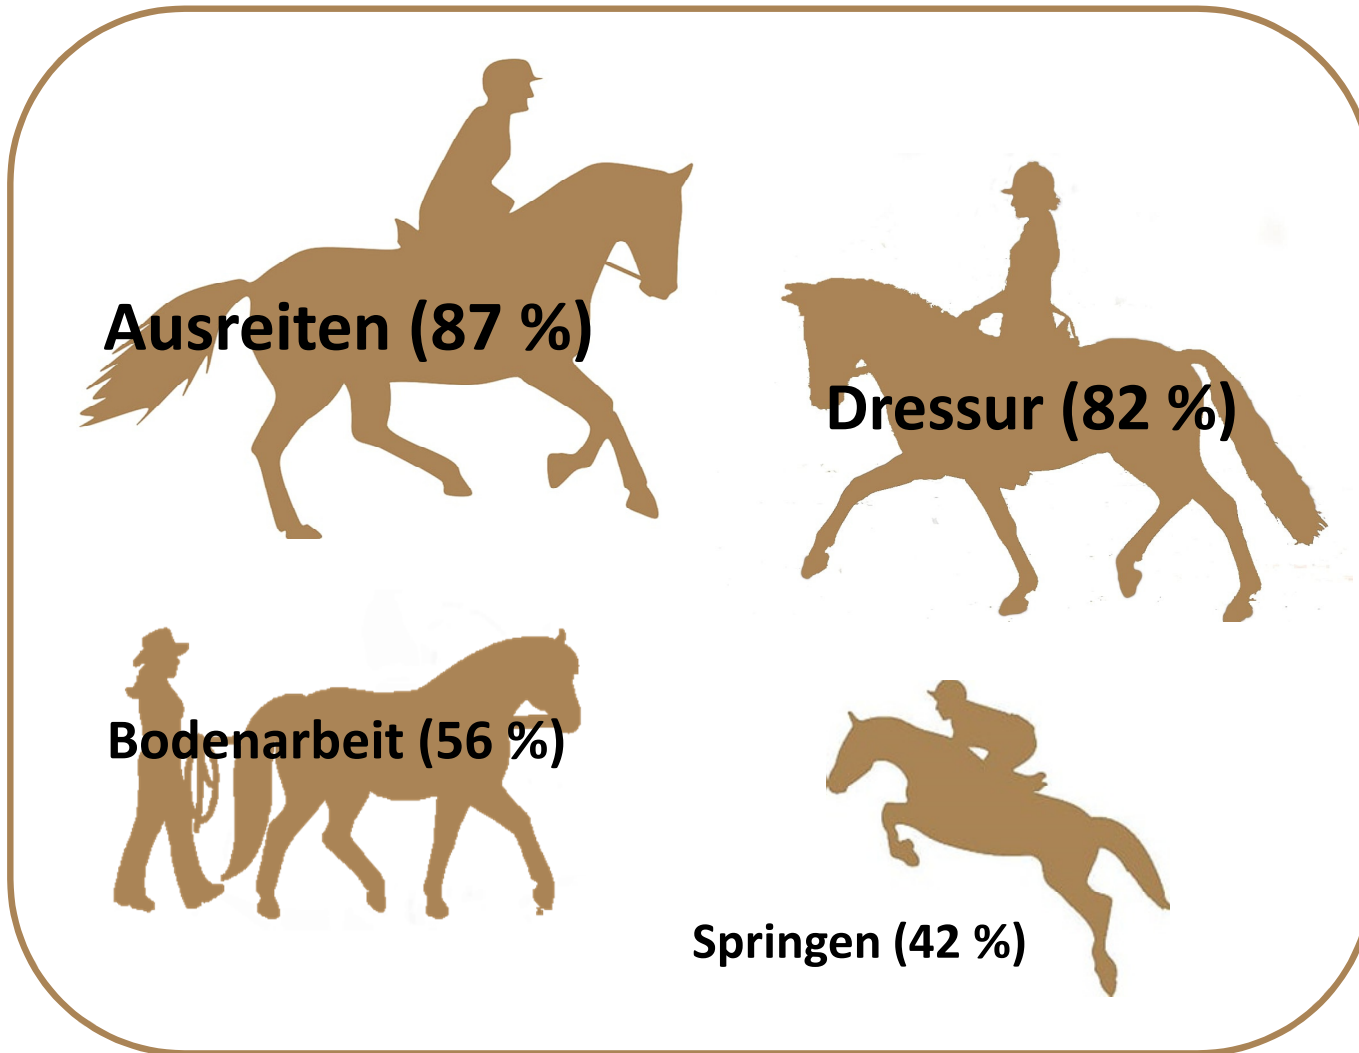 Ausreiten (87 %)
Dressur (82 %)
Bodenarbeit (56 %)
Springen (42 %)